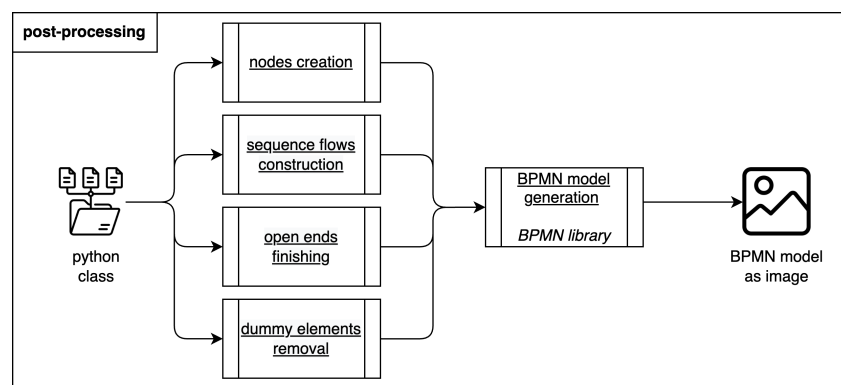 post-processing
nodes creation
sequence flows
construction
open ends
finishing
dummy elements
removal
python
class
BPMN model
generation
BPMN library
BPMN model
as image